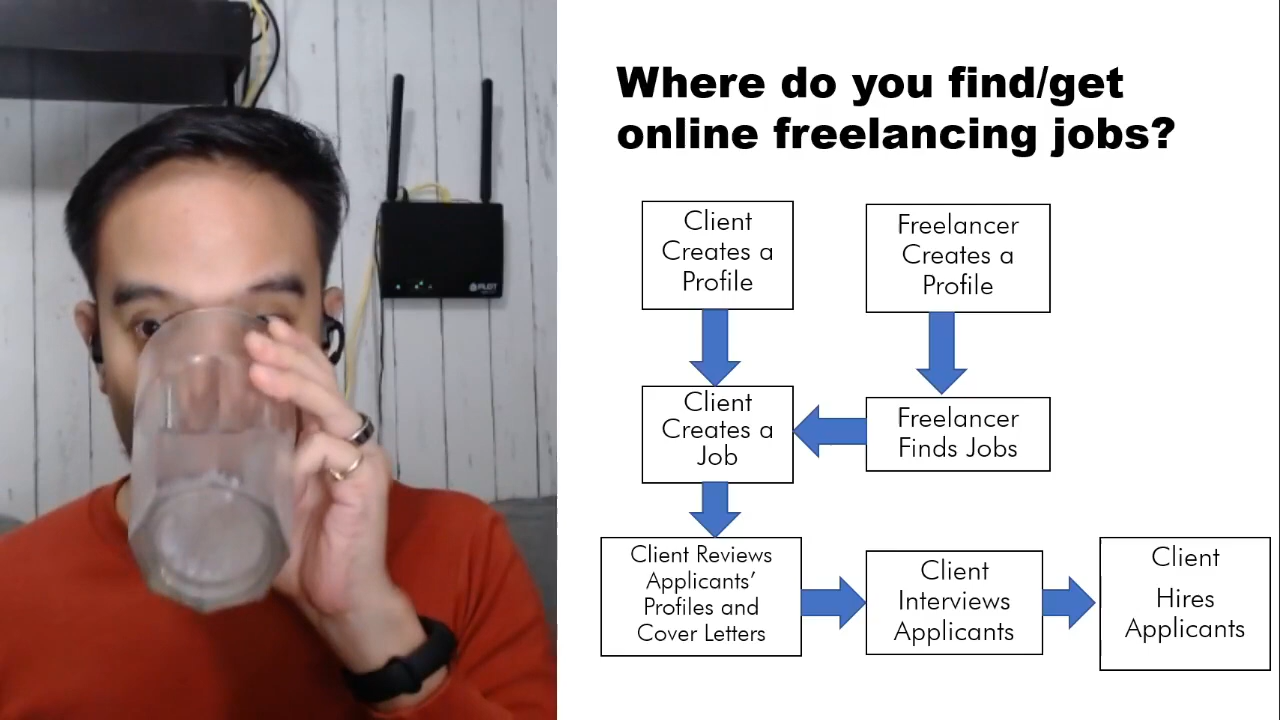 Where do you find/get
online freelancing jobs?
Client
Creates a
Profile
Freelancer
Creates a
Profile
Client
Creates a
Job
Freelancer
Finds Jobs
Client Reviews
Applicants’
Profiles and
Cover Letters
Client
Interviews
Applicants
Client
Hires
Applicants
PLDT